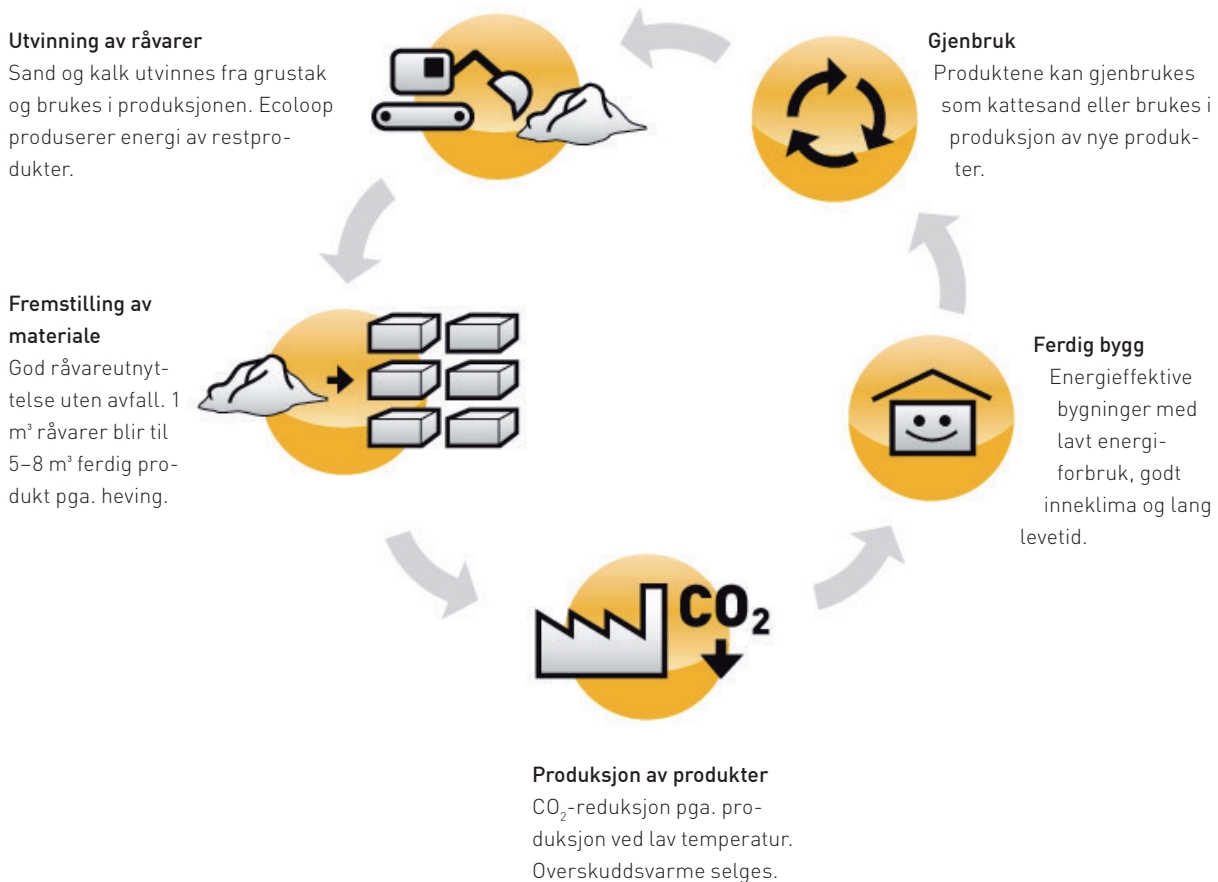 Utvinning av råvarer
Sand og kalk utvinnes fra grustak
og brukes i produksjonen. Ecoloop
produserer energi av restpro-
dukter.
Fremstilling av
materiale
God råvareutnyt-
telse uten avfall. 1
m³ råvarer blir til
5–8 m³ ferdig pro-
dukt pga. heving.
CO₂
Produksjon av produkter
CO₂-reduksjon pga. pro-
duksjon ved lav temperatur.
Overskuddsvarme selges.
Ferdig bygg
Energieffektive
bygninger med
lavt energi-
forbruk, godt
inneklima og lang
levetid.
Gjenbruk
Produktene kan gjenbrukes
som kattesand eller brukes i
produksjon av nye produk-
ter.